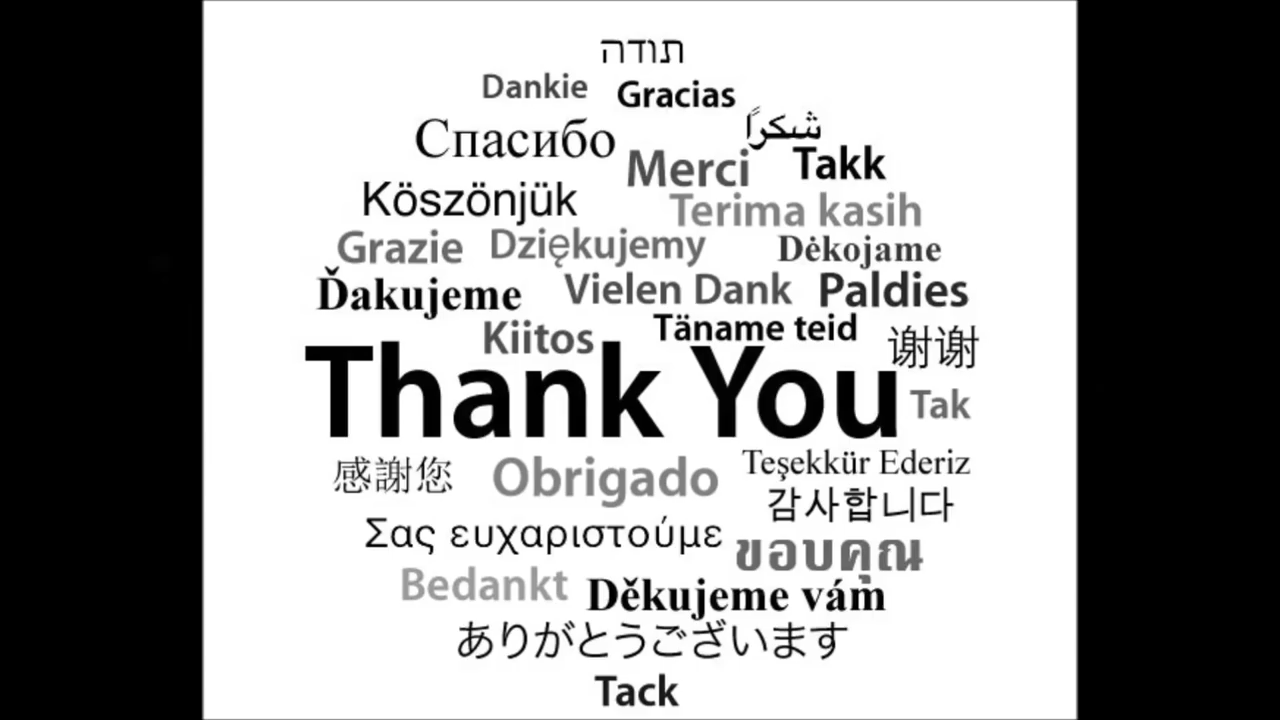 תודה
Dankie Gracias
Спасибо شكراً
Merci Takk
Köszönjük Terima kasih
Grazie Dziękujemy Dėkojame
Ďakujeme Vielen Dank Paldies
Kiitos Täname teid 谢谢
Thank You Tak
感謝您 Obrigado Teşekkür Ederiz
감사합니다
Σας ευχαριστούμε ขอบคุณ
Bedankt Děkujeme vám
ありがとうございます
Tack